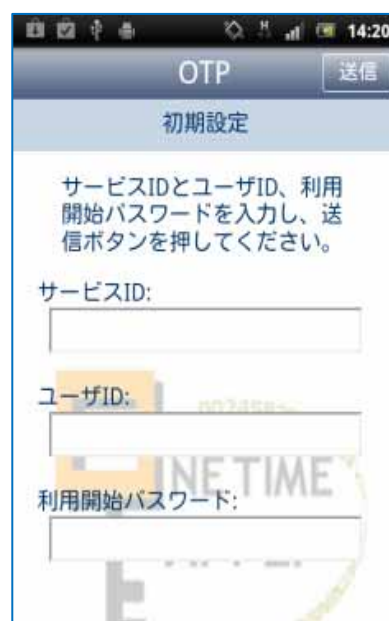 14:20
OTP
送信
初期設定
サービスIDとユーザID、利用
開始パスワードを入力し、送
信ボタンを押してください。
サービスID:
ユーザID:
NE TIME
利用開始パスワード: